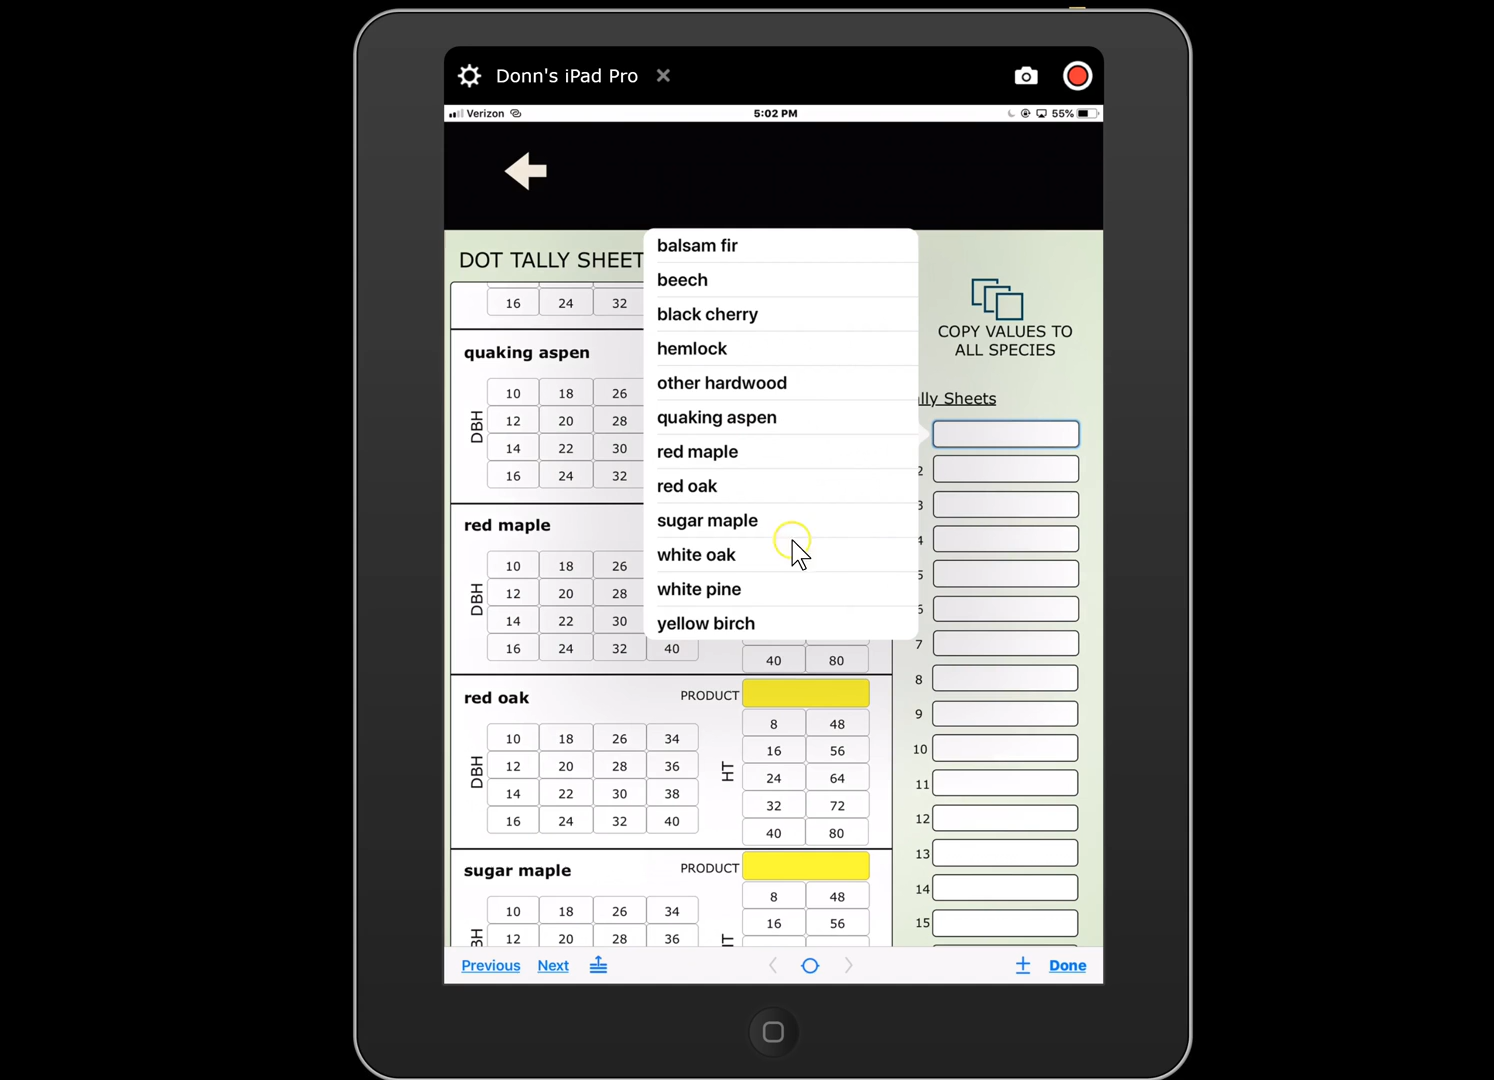 Donn's iPad Pro
Verizon
5:02 PM
55%
DOT TALLY SHEET
16 24 32
quaking aspen
DBH
10 18 26
12 20 28
14 22 30
16 24 32
red maple
DBH
10 18 26
12 20 28
14 22 30
16 24 32 40
40 80
balsam fir
beech
black cherry
hemlock
other hardwood
quaking aspen
red maple
red oak
sugar maple
white oak
white pine
yellow birch
red oak
PRODUCT
DBH
10 18 26 34
12 20 28 36
14 22 30 38
16 24 32 40
HT
8 48
16 56
24 64
32 72
40 80
sugar maple
PRODUCT
10 18 26 34
12 20 28 36
8 48
16 56
COPY VALUES TO
ALL SPECIES
lly Sheets
2
3
4
5
6
7
8
9
10
11
12
13
14
15
Previous Next
Done